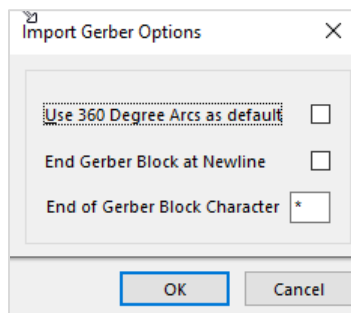 Import Gerber Options
Use 360 Degree Arcs as default
End Gerber Block at Newline
End of Gerber Block Character *
OK Cancel